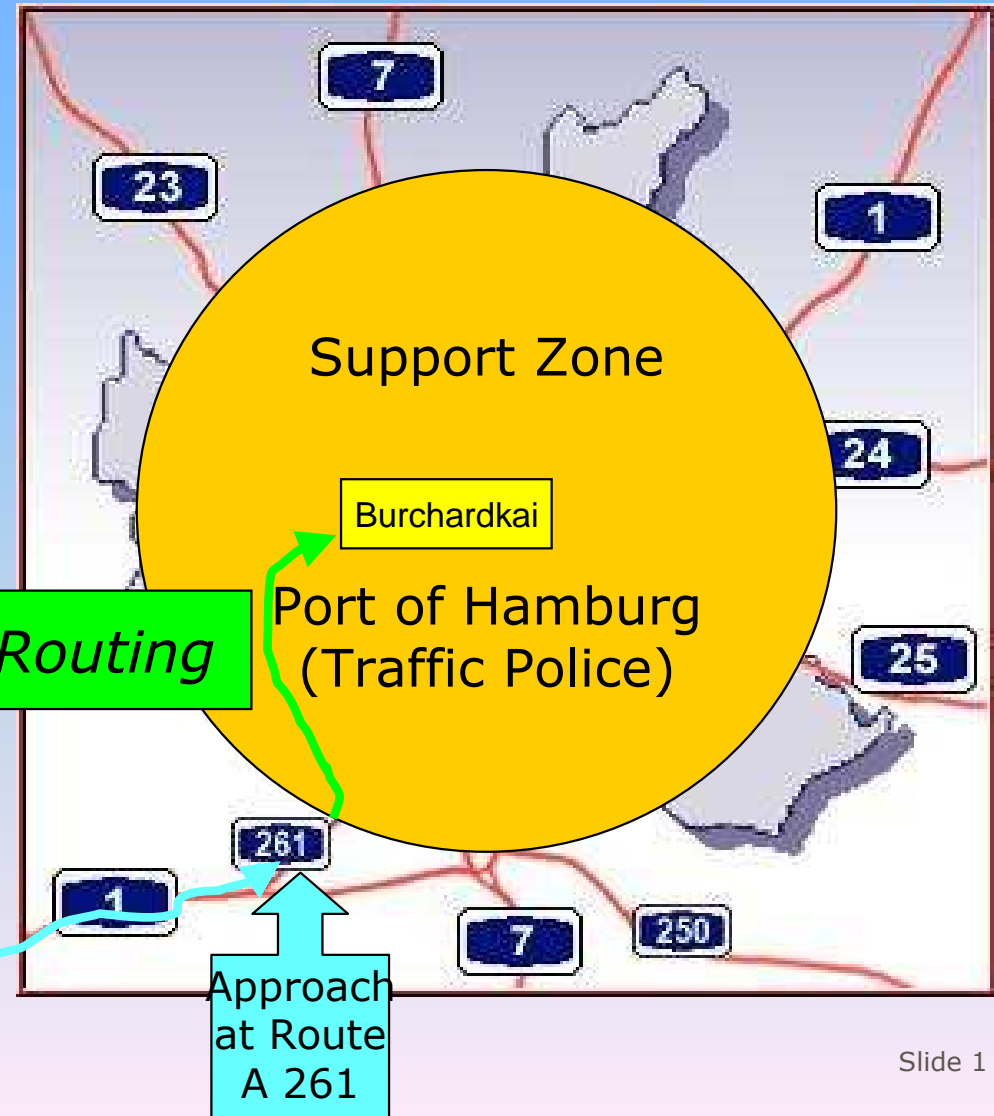 7
23
1
Support Zone
24
Burchardkai
Port of Hamburg
(Traffic Police)
Routing
25
261
1
7
250
Approach
at Route
A 261
Slide 1